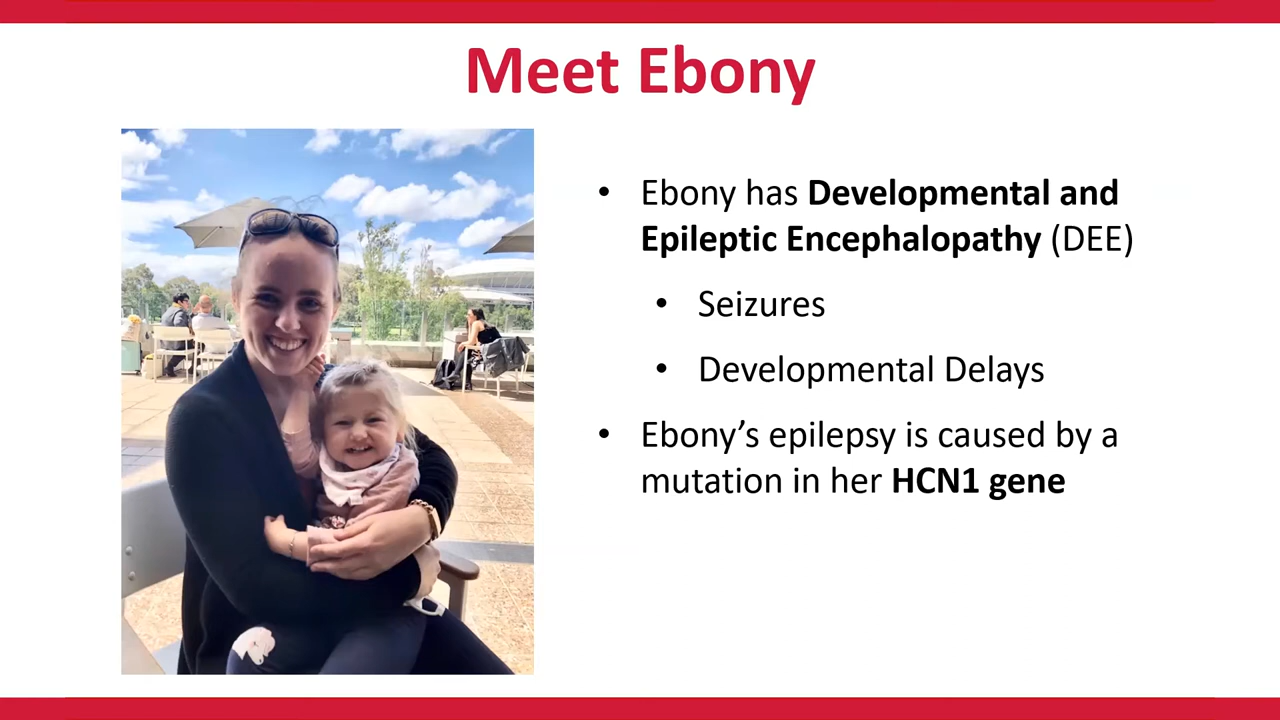 Meet Ebony
• Ebony has Developmental and
Epileptic Encephalopathy (DEE)
• Seizures
• Developmental Delays
• Ebony’s epilepsy is caused by a
mutation in her HCN1 gene